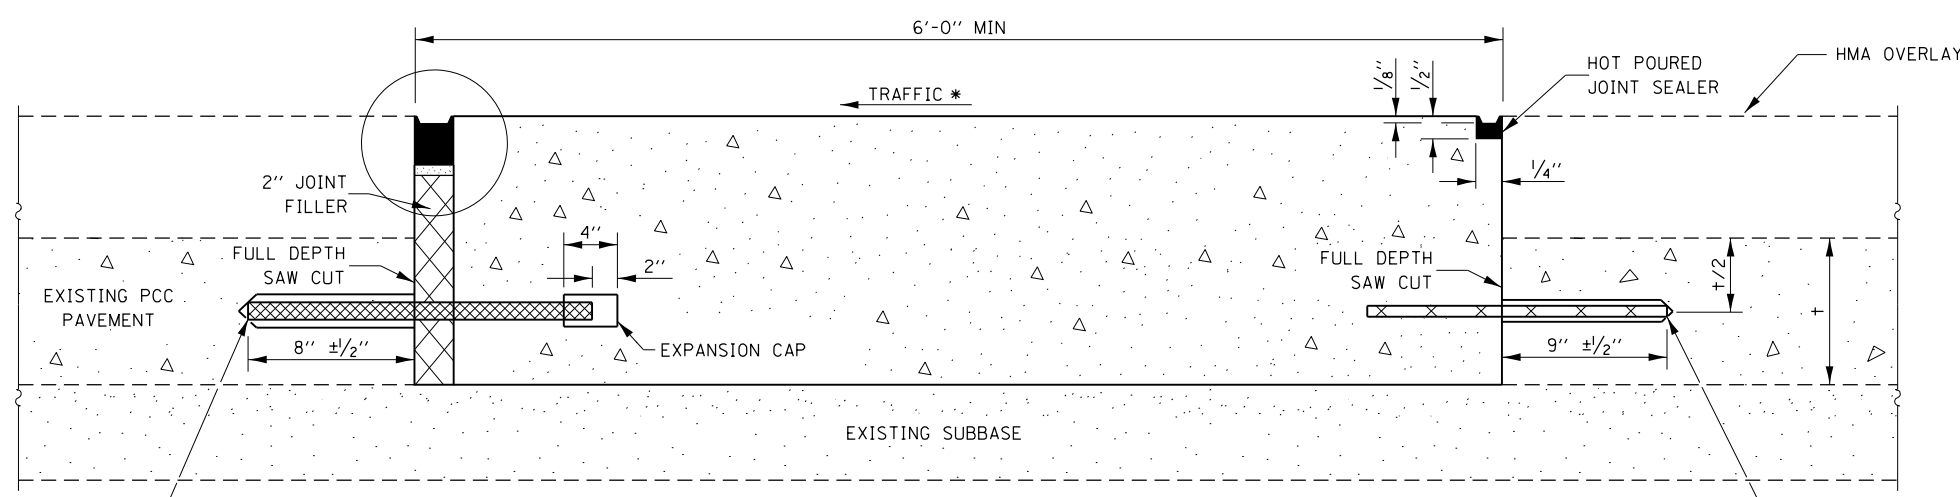 6'-0" MIN
HMA OVERLAY
HOT POURED
JOINT SEALER
1/8"
1/2"
TRAFFIC *
1/4"
2" JOINT
FILLER
4"
2"
FULL DEPTH
SAW CUT
FULL DEPTH
SAW CUT
t/2
t
EXISTING PCC
PAVEMENT
EXPANSION CAP
8" ±1/2"
9" ±1/2"
EXISTING SUBBASE